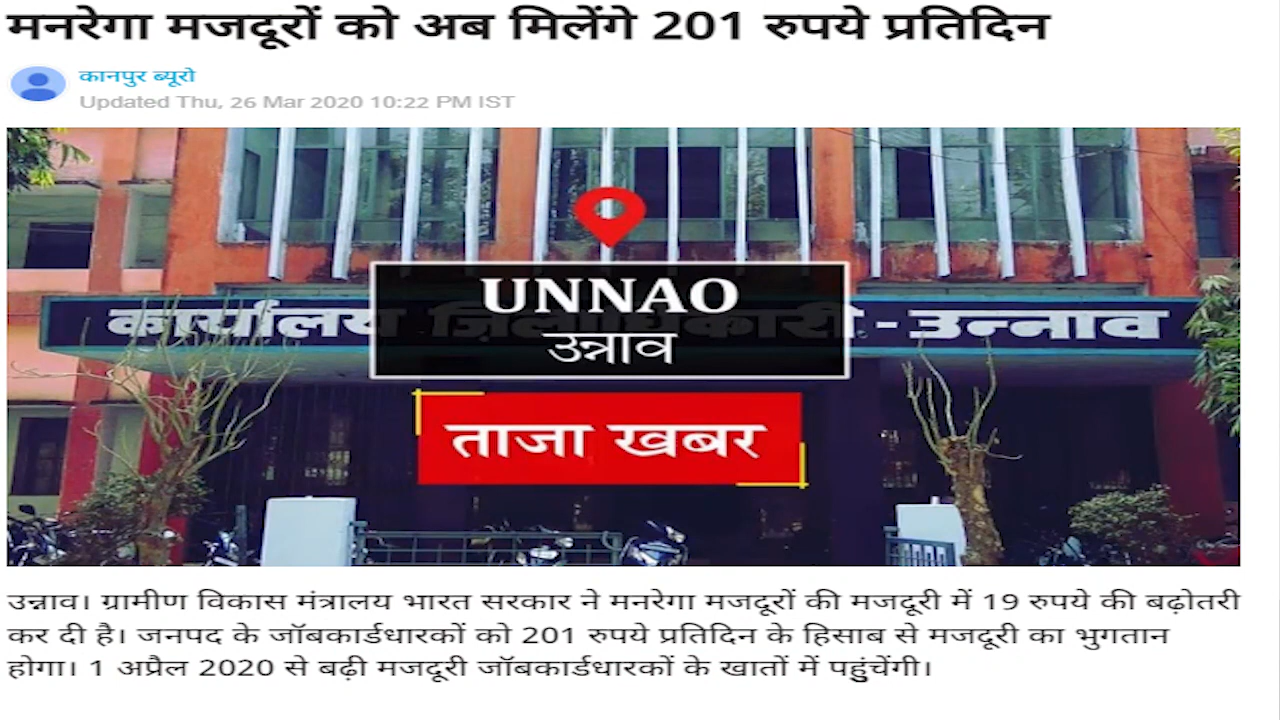 मनरेगा मजदूरों को अब मिलेंगे 201 रुपये प्रतिदिन
कानपुर ब्यूरो
Updated Thu, 26 Mar 2020 10:22 PM IST
कार्यालय ज़िलाधिकारी - उन्नाव
UNNAO
उन्नाव
ताजा खबर
उन्नाव। ग्रामीण विकास मंत्रालय भारत सरकार ने मनरेगा मजदूरों की मजदूरी में 19 रुपये की बढ़ोतरी
कर दी है। जनपद के जॉबकार्डधारकों को 201 रुपये प्रतिदिन के हिसाब से मजदूरी का भुगतान
होगा। 1 अप्रैल 2020 से बढ़ी मजदूरी जॉबकार्डधारकों के खातों में पहुंचेंगी।